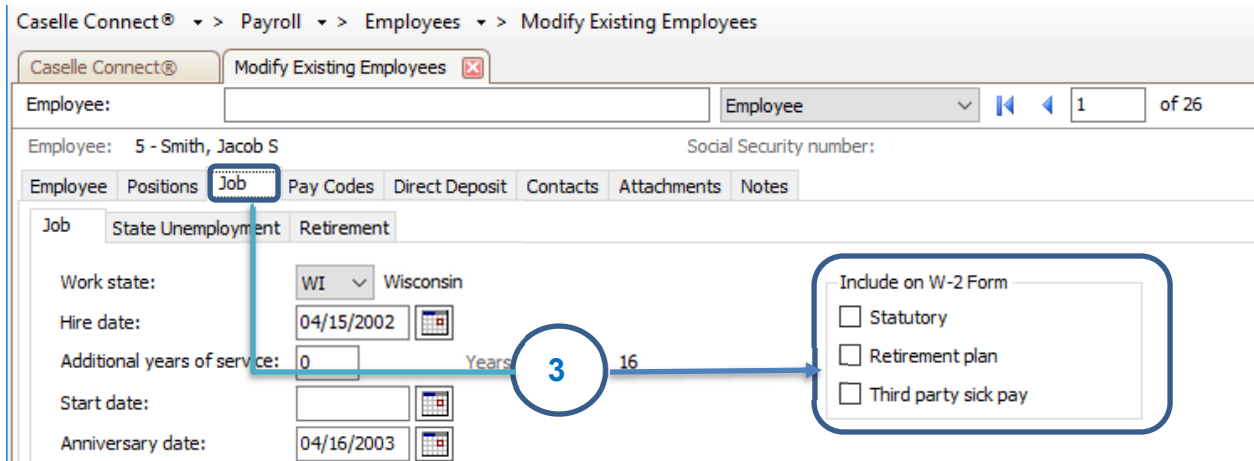 Caselle Connect® > Payroll > Employees > Modify Existing Employees
Caselle Connect® Modify Existing Employees
Employee: Employee 1 of 26
Employee: 5 - Smith, Jacob S Social Security number:
Employee Positions Job Pay Codes Direct Deposit Contacts Attachments Notes
Job State Unemployment Retirement
Work state: WI Wisconsin
Include on W-2 Form
Statutory
Hire date: 04/15/2002
Additional years of service: 0 Years 3 16
Retirement plan
Third party sick pay
Start date:
Anniversary date: 04/16/2003